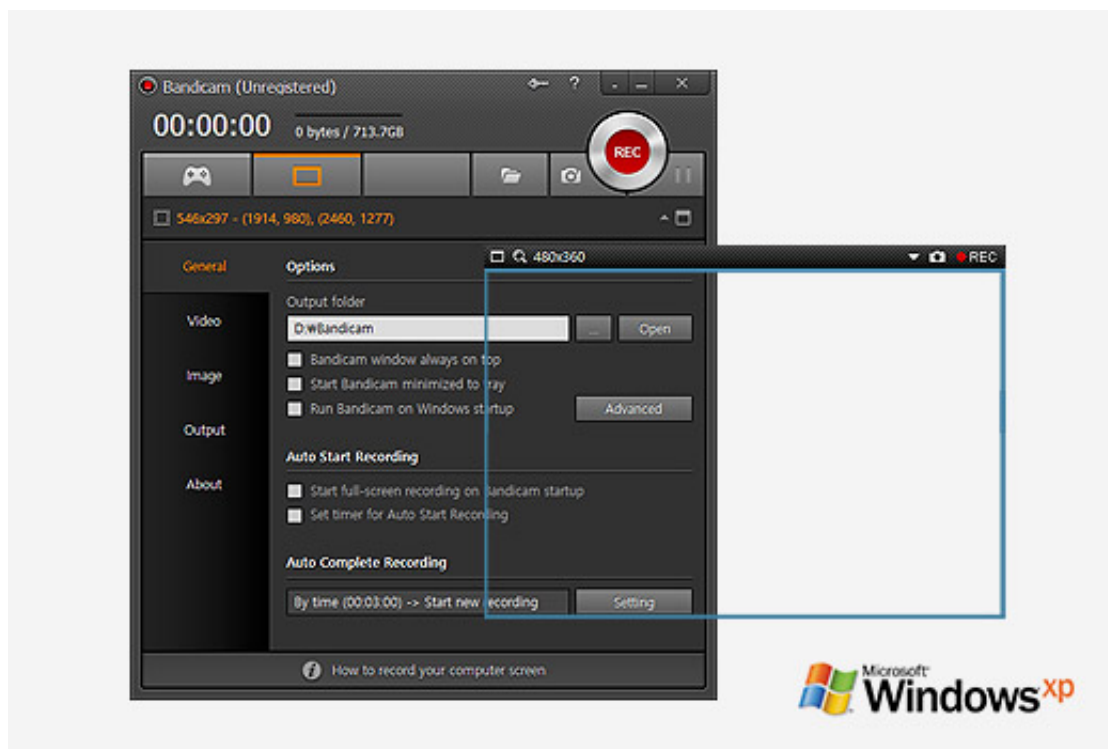 Bandicam (Unregistered) ?
00:00:00 0 bytes / 713.7GB
REC
546x297 - (1914, 980), (2460, 1277)
480x360 REC
General
Video
Image
Output
About
Options
Output folder
D:₩Bandicam ... Open
Bandicam window always on top
Start Bandicam minimized to tray
Run Bandicam on Windows startup Advanced
Auto Start Recording
Start full-screen recording on Bandicam startup
Set timer for Auto Start Recording
Auto Complete Recording
By time (00:03:00) -> Start new recording Setting
How to record your computer screen
Microsoft
Windows xp